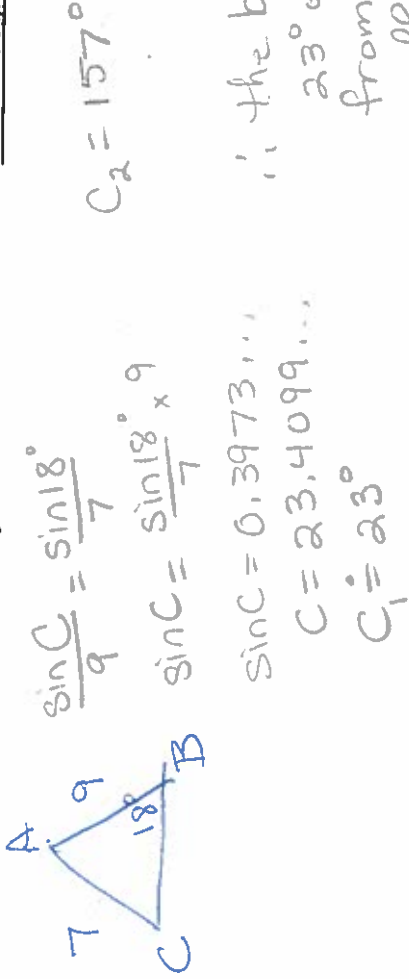 A
7
9
18°
C
B
sinC/9 = sin18°/7
sinC = sin18°/7 × 9
sinC = 0.3973...
C = 23.4099...
C₁ ≐ 23°
C₂ = 157°
∴ the b
23°
from